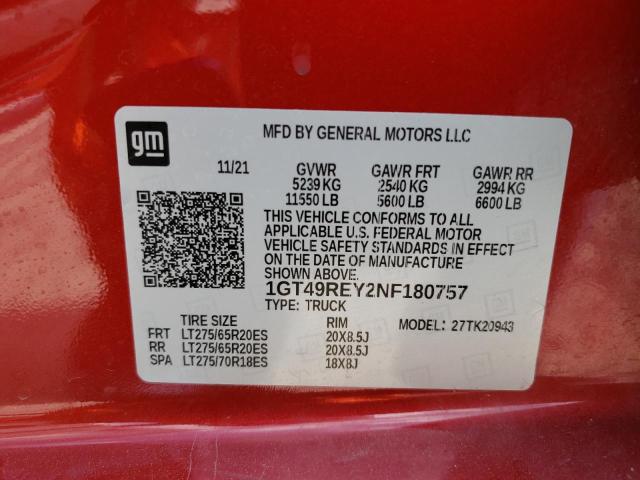 gm
MFD BY GENERAL MOTORS LLC
11/21 GVWR GAWR FRT GAWR RR
5239 KG 2540 KG 2994 KG
11550 LB 5600 LB 6600 LB
THIS VEHICLE CONFORMS TO ALL
APPLICABLE U.S. FEDERAL MOTOR
VEHICLE SAFETY STANDARDS IN EFFECT
ON THE DATE OF MANUFACTURE
SHOWN ABOVE.
1GT49REY2NF180757
TYPE: TRUCK
TIRE SIZE RIM MODEL: 27TK20943
FRT LT275/65R20ES 20X8.5J
RR LT275/65R20ES 20X8.5J
SPA LT275/70R18ES 18X8J